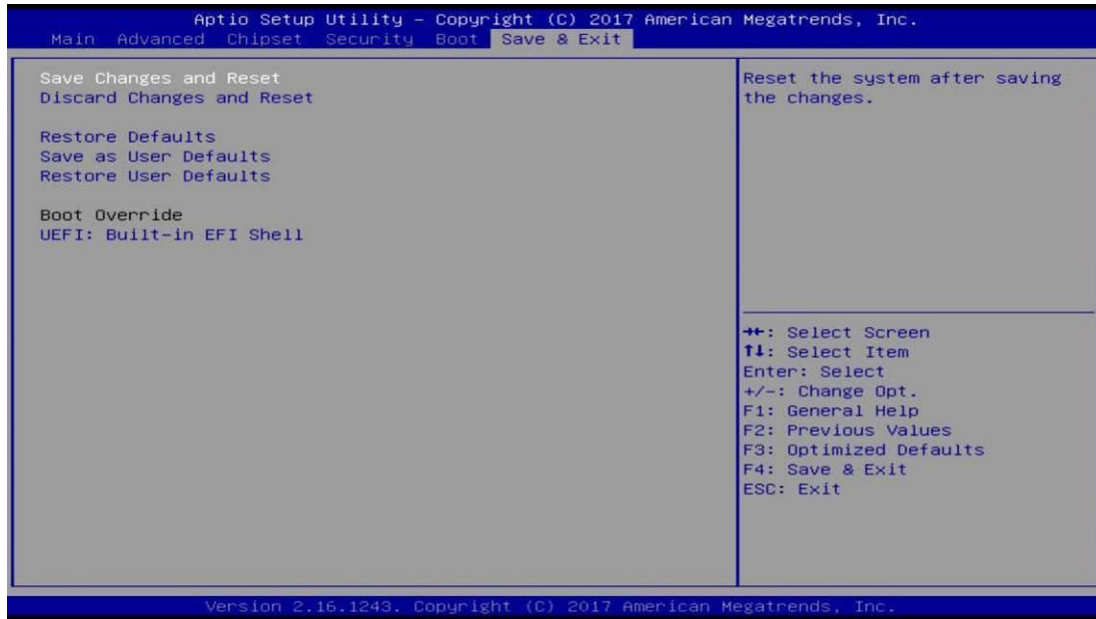 Aptio Setup Utility – Copyright (C) 2017 American Megatrends, Inc.
Main Advanced Chipset Security Boot Save & Exit
Save Changes and Reset
Discard Changes and Reset
Restore Defaults
Save as User Defaults
Restore User Defaults
Boot Override
UEFI: Built-in EFI Shell
Reset the system after saving
the changes.
→←: Select Screen
↑↓: Select Item
Enter: Select
+/-: Change Opt.
F1: General Help
F2: Previous Values
F3: Optimized Defaults
F4: Save & Exit
ESC: Exit
Version 2.16.1243. Copyright (C) 2017 American Megatrends, Inc.